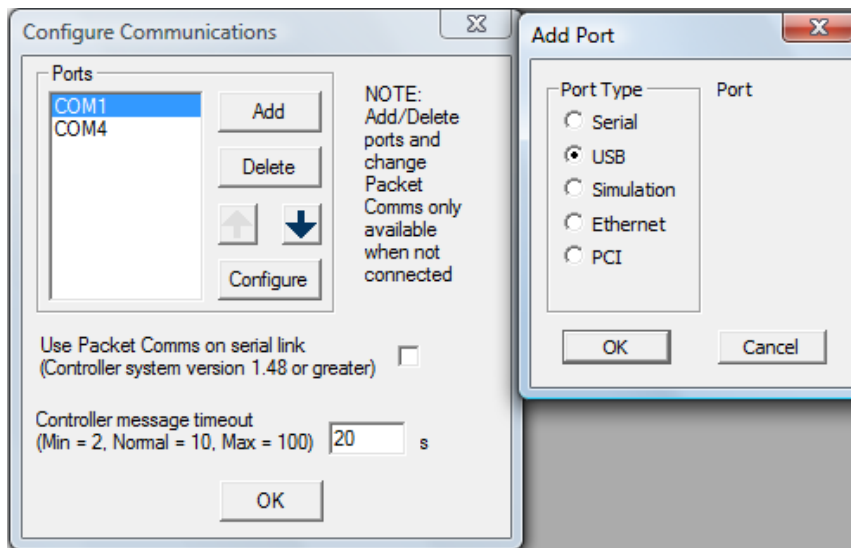 Configure Communications
Ports
COM1
COM4
Add
Delete
Configure
NOTE:
Add/Delete
ports and
change
Packet
Comms only
available
when not
connected
Use Packet Comms on serial link
(Controller system version 1.48 or greater)
Controller message timeout
(Min = 2, Normal = 10, Max = 100)
20
s
OK
Add Port
Port Type
Serial
USB
Simulation
Ethernet
PCI
Port
OK
Cancel